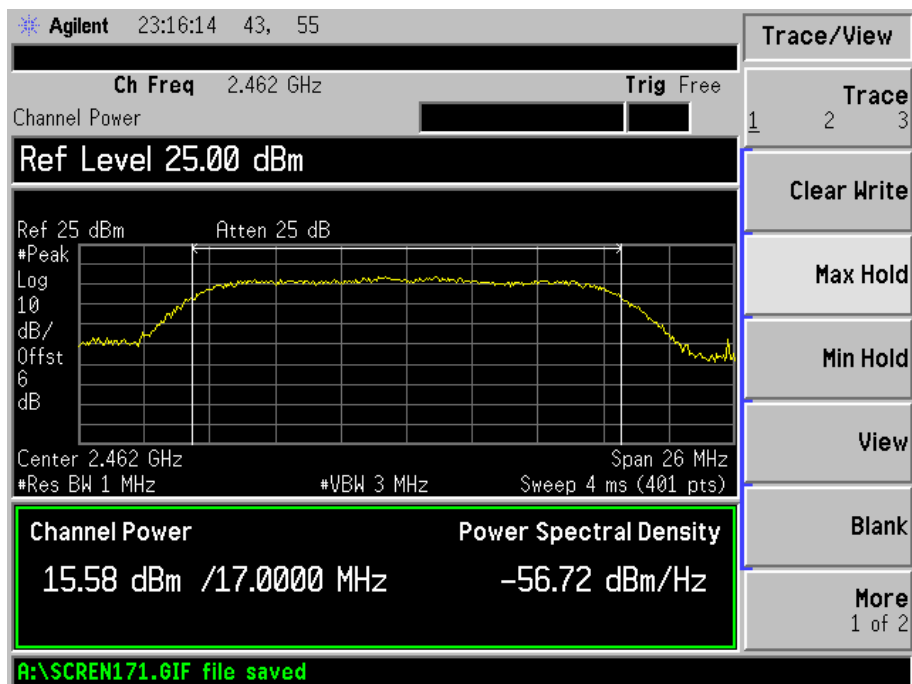 Agilent 23:16:14 43, 55
Trace/View
Ch Freq 2.462 GHz Trig Free
Channel Power
Trace
1 2 3
Ref Level 25.00 dBm
Clear Write
Ref 25 dBm Atten 25 dB
#Peak
Log
10
dB/
Offst
6
dB
Max Hold
Min Hold
Center 2.462 GHz Span 26 MHz
#Res BW 1 MHz #VBW 3 MHz Sweep 4 ms (401 pts)
View
Channel Power Power Spectral Density
15.58 dBm /17.0000 MHz -56.72 dBm/Hz
Blank
More
1 of 2
A:\SCREN171.GIF file saved